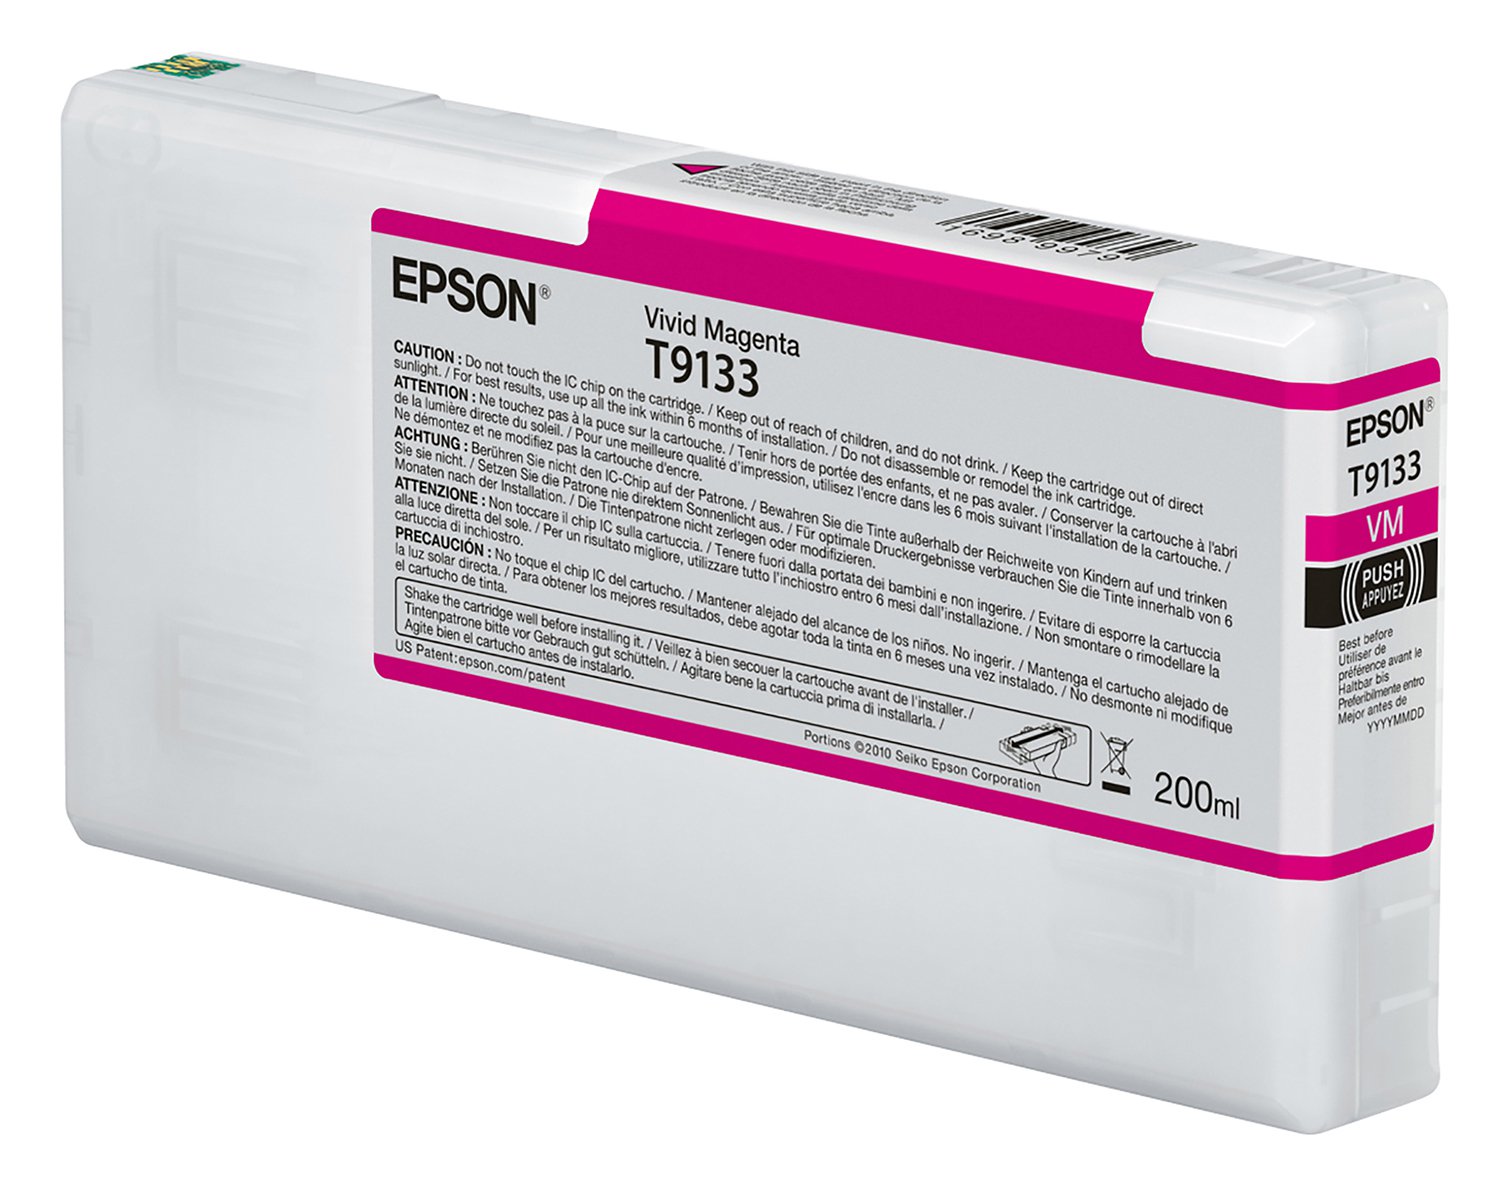 1698 9979
EPSON®
Vivid Magenta
T9133
CAUTION : Do not touch the IC chip on the cartridge. / Keep out of reach of children, and do not drink. / Keep the cartridge out of direct
sunlight. / For best results, use up all the ink within 6 months of installation. / Do not disassemble or remodel the ink cartridge.
ATTENTION : Ne touchez pas à la puce sur la cartouche. / Tenir hors de portée des enfants, et ne pas avaler. / Conserver la cartouche à l'abri
de la lumière directe du soleil. / Pour une meilleure qualité d'impression, utilisez l'encre dans les 6 mois suivant l'installation de la cartouche. /
Ne démontez et ne modifiez pas la cartouche d'encre.
ACHTUNG : Berühren Sie nicht den IC-Chip auf der Patrone. / Bewahren Sie die Tinte außerhalb der Reichweite von Kindern auf und trinken
Sie sie nicht. / Setzen Sie die Patrone nie direktem Sonnenlicht aus. / Für optimale Druckergebnisse verbrauchen Sie die Tinte innerhalb von 6
Monaten nach der Installation. / Die Tintenpatrone nicht zerlegen oder modifizieren.
ATTENZIONE : Non toccare il chip IC sulla cartuccia. / Tenere fuori dalla portata dei bambini e non ingerire. / Evitare di esporre la cartuccia
alla luce diretta del sole. / Per un risultato migliore, utilizzare tutto l'inchiostro entro 6 mesi dall'installazione. / Non smontare o rimodellare la
cartuccia di inchiostro.
PRECAUCIÓN : No toque el chip IC del cartucho. / Mantener alejado del alcance de los niños. No ingerir. / Mantenga el cartucho alejado de
la luz solar directa. / Para obtener los mejores resultados, debe agotar toda la tinta en 6 meses una vez instalado. / No desmonte ni modifique
el cartucho de tinta.
Shake the cartridge well before installing it. / Veillez à bien secouer la cartouche avant de l'installer. /
Tintenpatrone bitte vor Gebrauch gut schütteln. / Agitare bene la cartuccia prima di installarla. /
Agite bien el cartucho antes de instalarlo.
US Patent:epson.com/patent
Portions ©2010 Seiko Epson Corporation
200ml
EPSON®
T9133
VM
PUSH
APPUYEZ
Best before
Utiliser de
préférence avant le
Haltbar bis
Preferibilmente entro
Mejor antes de
YYYYMMDD